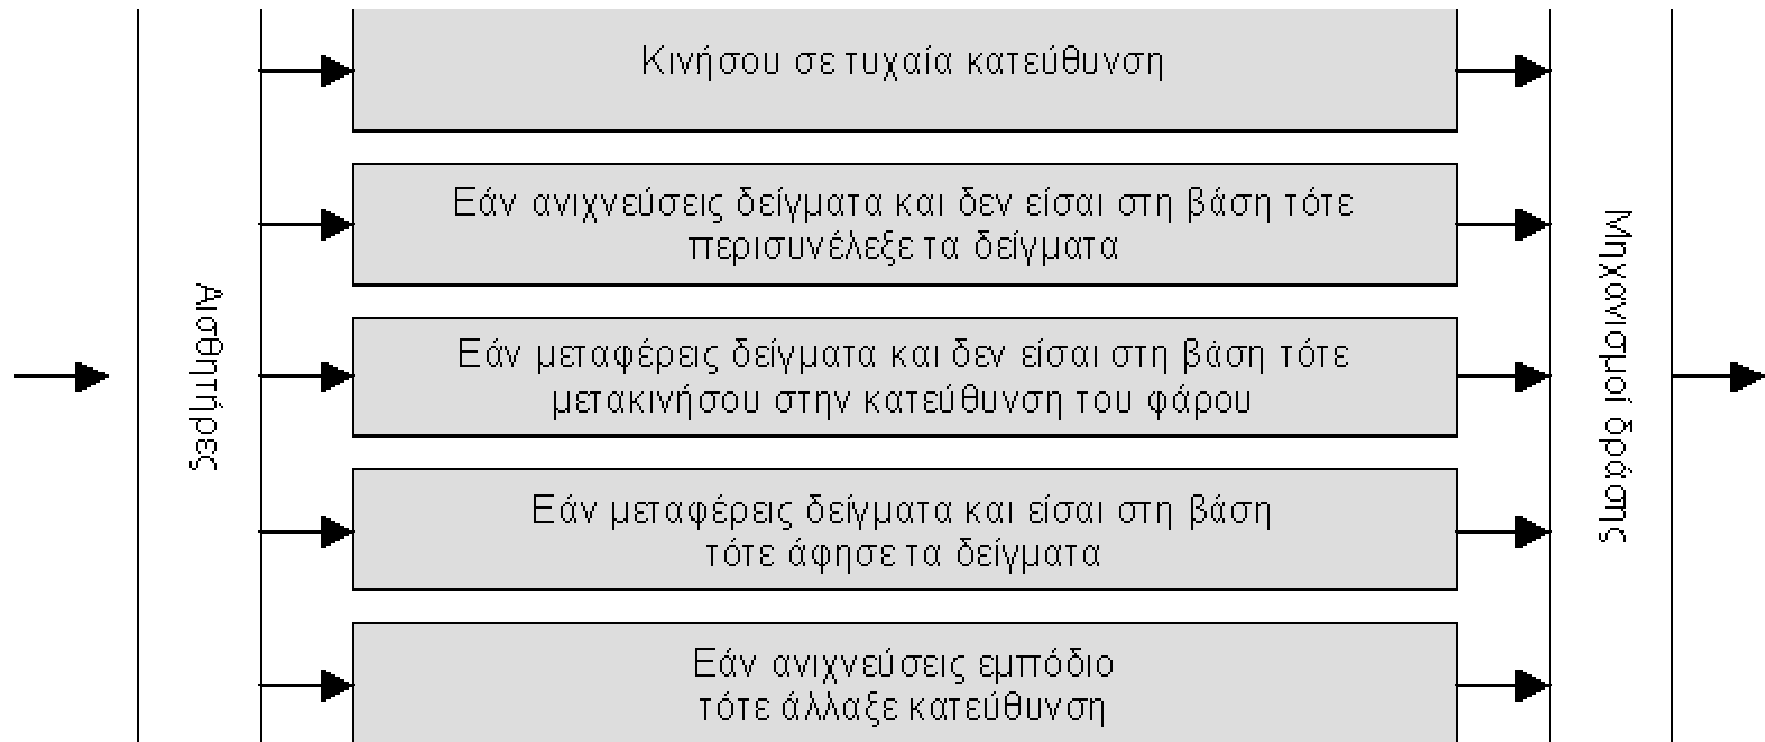 Κινήσου σε τυχαία κατεύθυνση
Εάν ανιχνεύσεις δείγματα και δεν είσαι στη βάση τότε
περισυνέλεξε τα δείγματα
Αισθητήρες
Εάν μεταφέρεις δείγματα και δεν είσαι στη βάση τότε
μετακινήσου στην κατεύθυνση του φάρου
Μηχανισμοί δράσης
Εάν μεταφέρεις δείγματα και είσαι στη βάση
τότε άφησε τα δείγματα
Εάν ανιχνεύσεις εμπόδιο
τότε άλλαξε κατεύθυνση